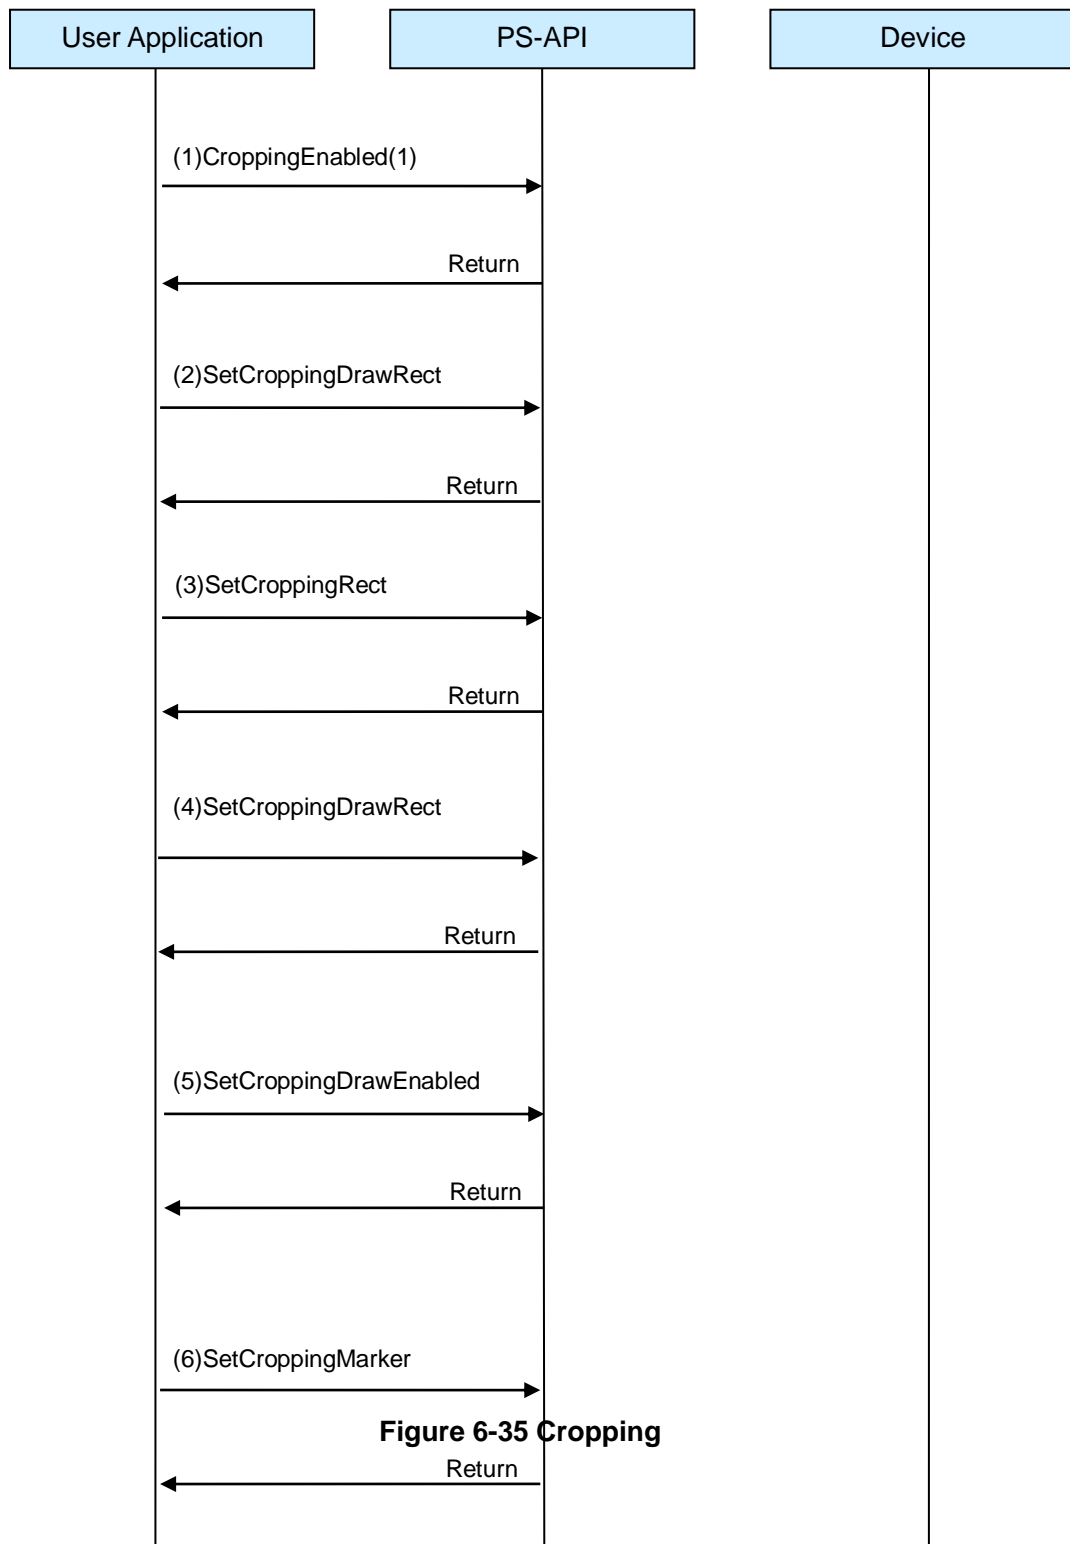 User Application
PS-API
Device
(1)CroppingEnabled(1)
Return
(2)SetCroppingDrawRect
Return
(3)SetCroppingRect
Return
(4)SetCroppingDrawRect
Return
(5)SetCroppingDrawEnabled
Return
(6)SetCroppingMarker
Figure 6-35 Cropping
Return